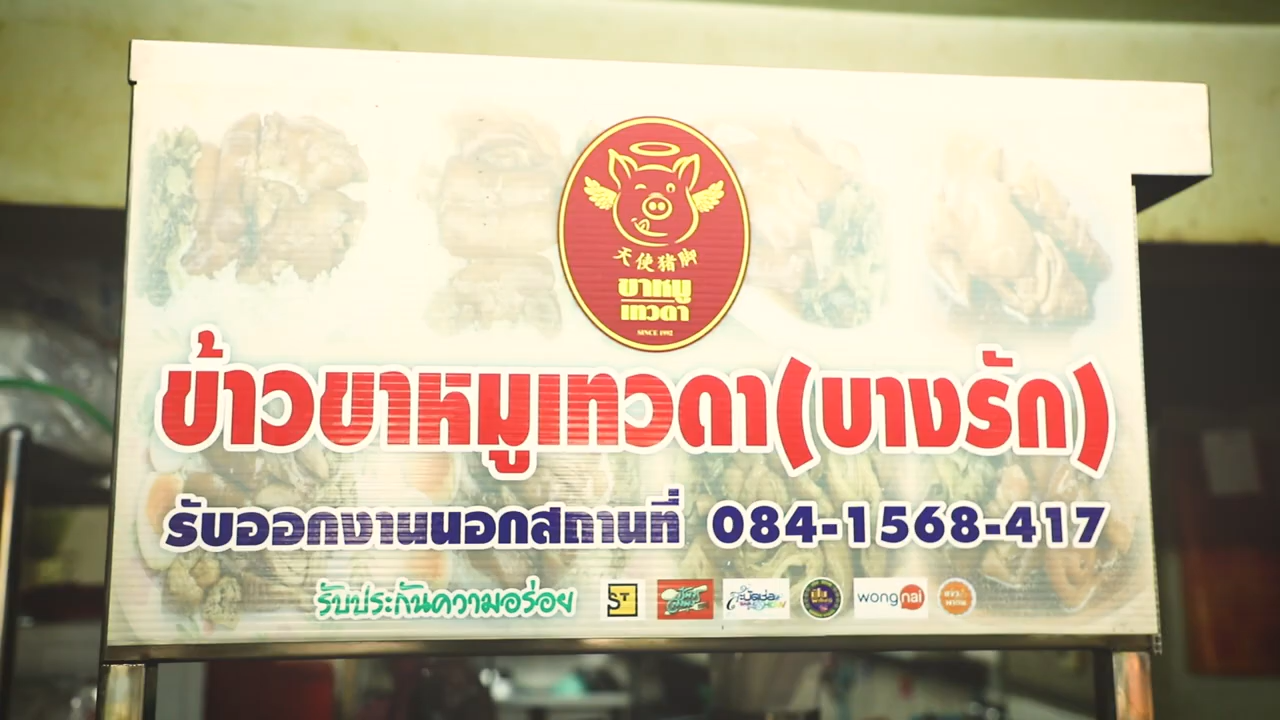 天使猪脚
ขาหมู
เทวดา
SINCE 1992
ข้าวขาหมูเทวดา(บางรัก)
รับออกงานนอกสถานที่ 084-1568-417
รับประกันความอร่อย ST wongnai